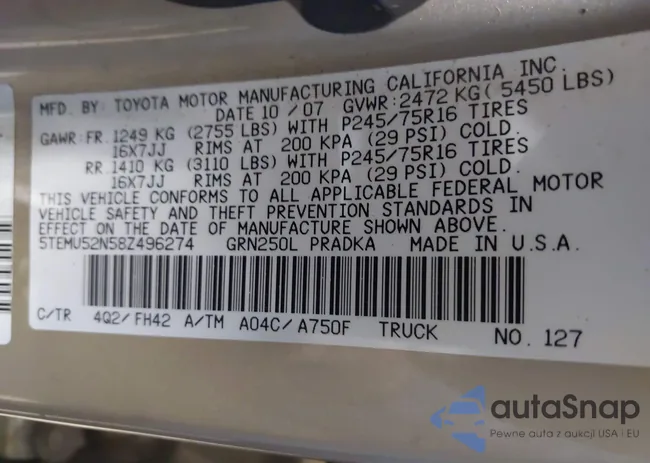 MFD. BY: TOYOTA MOTOR MANUFACTURING CALIFORNIA INC.
DATE 10 / 07 GVWR:2472 KG( 5450 LBS)
GAWR:FR.1249 KG (2755 LBS) WITH P245/75R16 TIRES
16X7JJ RIMS AT 200 KPA (29 PSI) COLD.
RR.1410 KG (3110 LBS) WITH P245/75R16 TIRES
16X7JJ RIMS AT 200 KPA (29 PSI) COLD.
THIS VEHICLE CONFORMS TO ALL APPLICABLE FEDERAL MOTOR
VEHICLE SAFETY AND THEFT PREVENTION STANDARDS IN
EFFECT ON THE DATE OF MANUFACTURE SHOWN ABOVE.
5TEMU52N58Z496274 GRN250L PRADKA MADE IN U.S.A.
C/TR 4Q2/ FH42 A/TM A04C/ A750F TRUCK NO. 127
autaSnap
Pewne auta z aukcji USA i EU